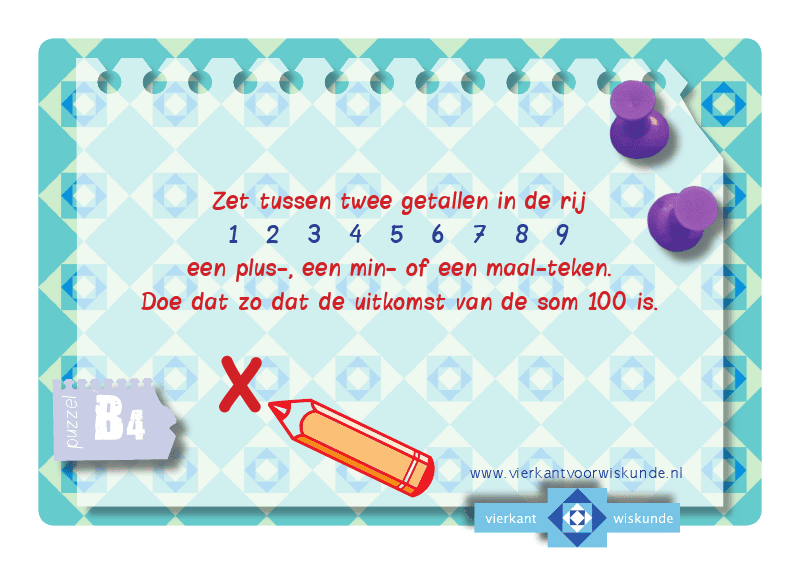 Zet tussen twee getallen in de rij
1 2 3 4 5 6 7 8 9
een plus-, een min- of een maal-teken.
Doe dat zo dat de uitkomst van de som 100 is.
X
puzzel B4
www.vierkantvoorwiskunde.nl
vierkant wiskunde